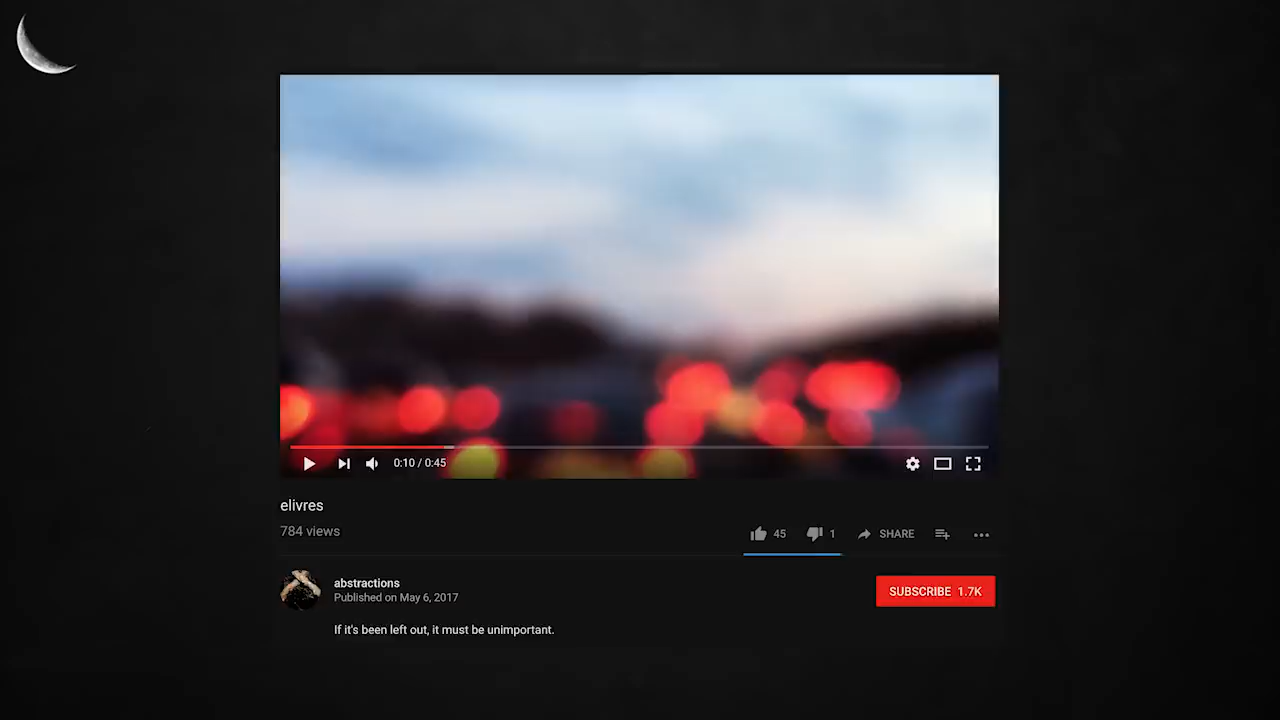 0:10 / 0:45
elivres
784 views
45
1
SHARE
abstractions
Published on May 6, 2017
SUBSCRIBE 1.7K
If it's been left out, it must be unimportant.